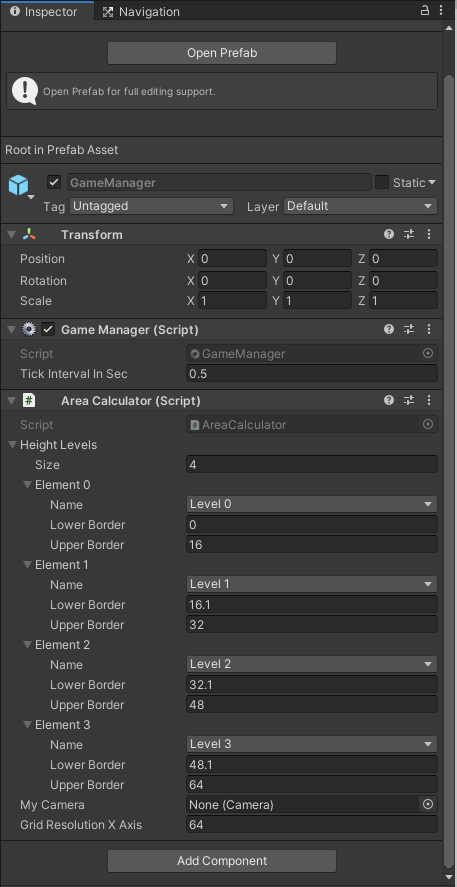 Inspector Navigation
Open Prefab
Open Prefab for full editing support.
Root in Prefab Asset
GameManager Static
Tag Untagged Layer Default
Transform
Position X 0 Y 0 Z 0
Rotation X 0 Y 0 Z 0
Scale X 1 Y 1 Z 1
Game Manager (Script)
Script GameManager
Tick Interval In Sec 0.5
# Area Calculator (Script)
Script # AreaCalculator
Height Levels
Size 4
Element 0
Name Level 0
Lower Border 0
Upper Border 16
Element 1
Name Level 1
Lower Border 16.1
Upper Border 32
Element 2
Name Level 2
Lower Border 32.1
Upper Border 48
Element 3
Name Level 3
Lower Border 48.1
Upper Border 64
My Camera None (Camera)
Grid Resolution X Axis 64
Add Component